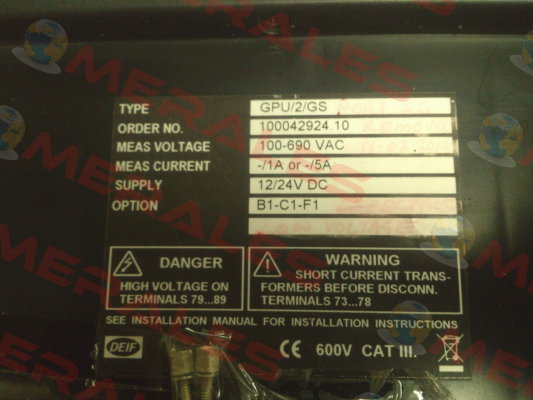 MERALES
TYPE GPU/2/GS
ORDER NO. 100042924.10
MEAS VOLTAGE 100-690 VAC
MEAS CURRENT -/1A or -/5A
SUPPLY 12/24V DC
OPTION B1-C1-F1
DANGER
HIGH VOLTAGE ON
TERMINALS 79...89
WARNING
SHORT CURRENT TRANS-
FORMERS BEFORE DISCONN.
TERMINALS 73...78
SEE INSTALLATION MANUAL FOR INSTALLATION INSTRUCTIONS
DEIF
CE 600V CAT III.